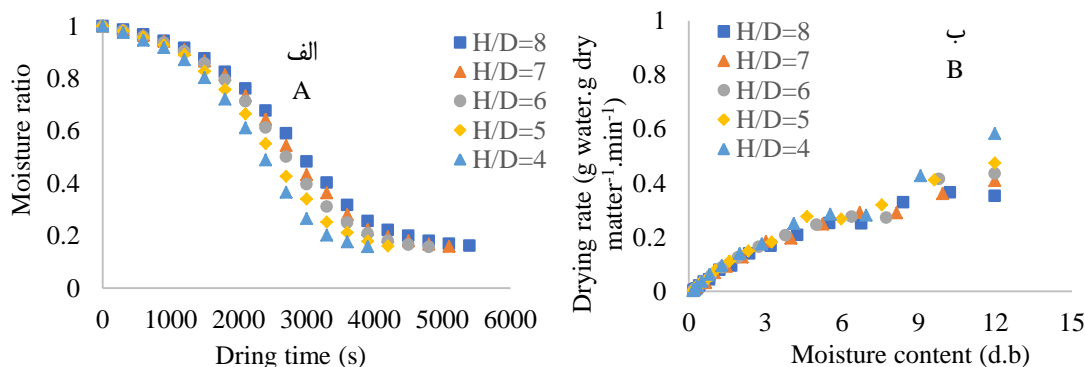 Moisture ratio
1
0.8
0.6
0.4
0.2
0
0 1000 2000 3000 4000 5000 6000
Dring time (s)
الف
A
H/D=8
H/D=7
H/D=6
H/D=5
H/D=4
Drying rate (g water.g dry
matter⁻¹.min⁻¹)
1
0.8
0.6
0.4
0.2
0
0 3 6 9 12 15
Moisture content (d.b)
ب
B
H/D=8
H/D=7
H/D=6
H/D=5
H/D=4